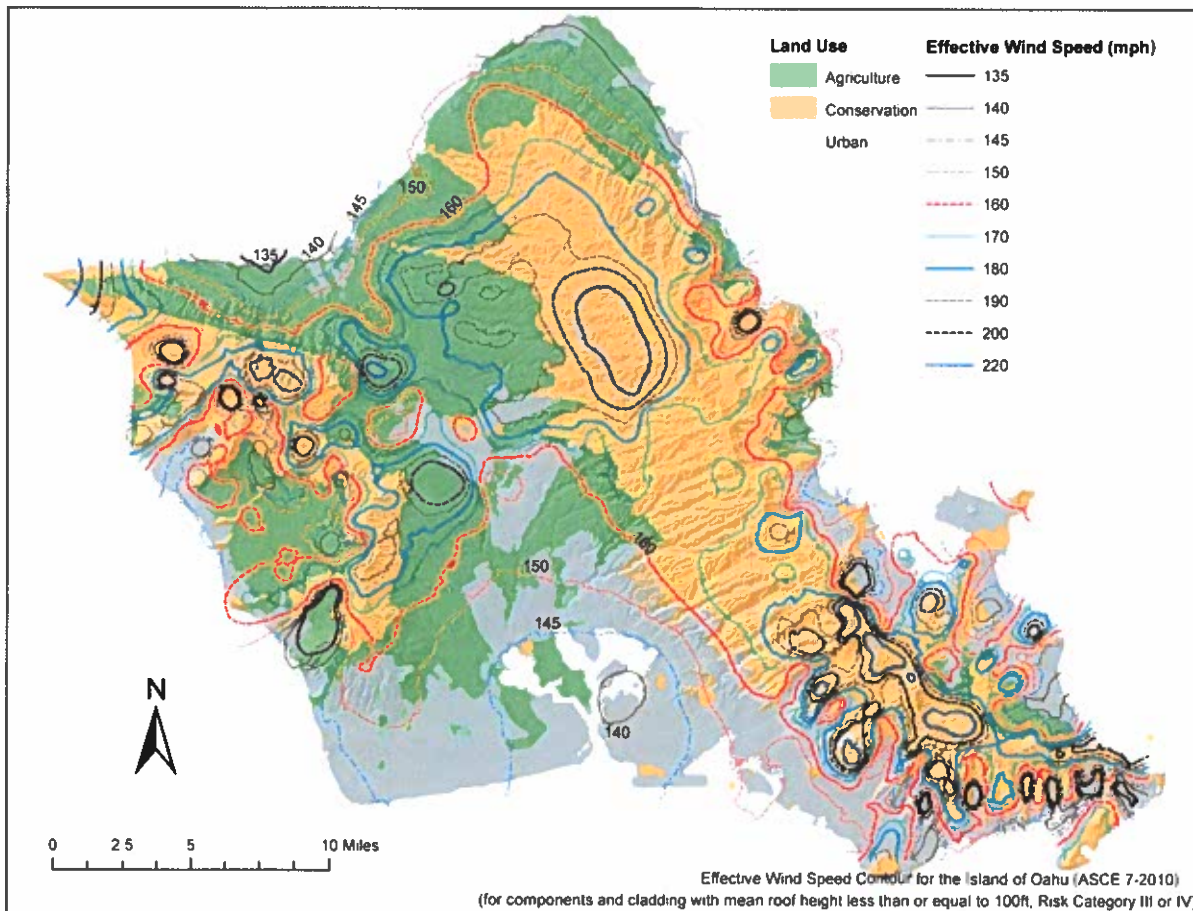 Land Use
Agriculture
Conservation
Urban
Effective Wind Speed (mph)
135
140
145
150
160
170
180
190
200
220
150
145
160
140
135
160
150
145
140
N
0 2 5 5 10 Miles
Effective Wind Speed Contour for the Island of Oahu (ASCE 7-2010)
(for components and cladding with mean roof height less than or equal to 100ft, Risk Category III or IV)